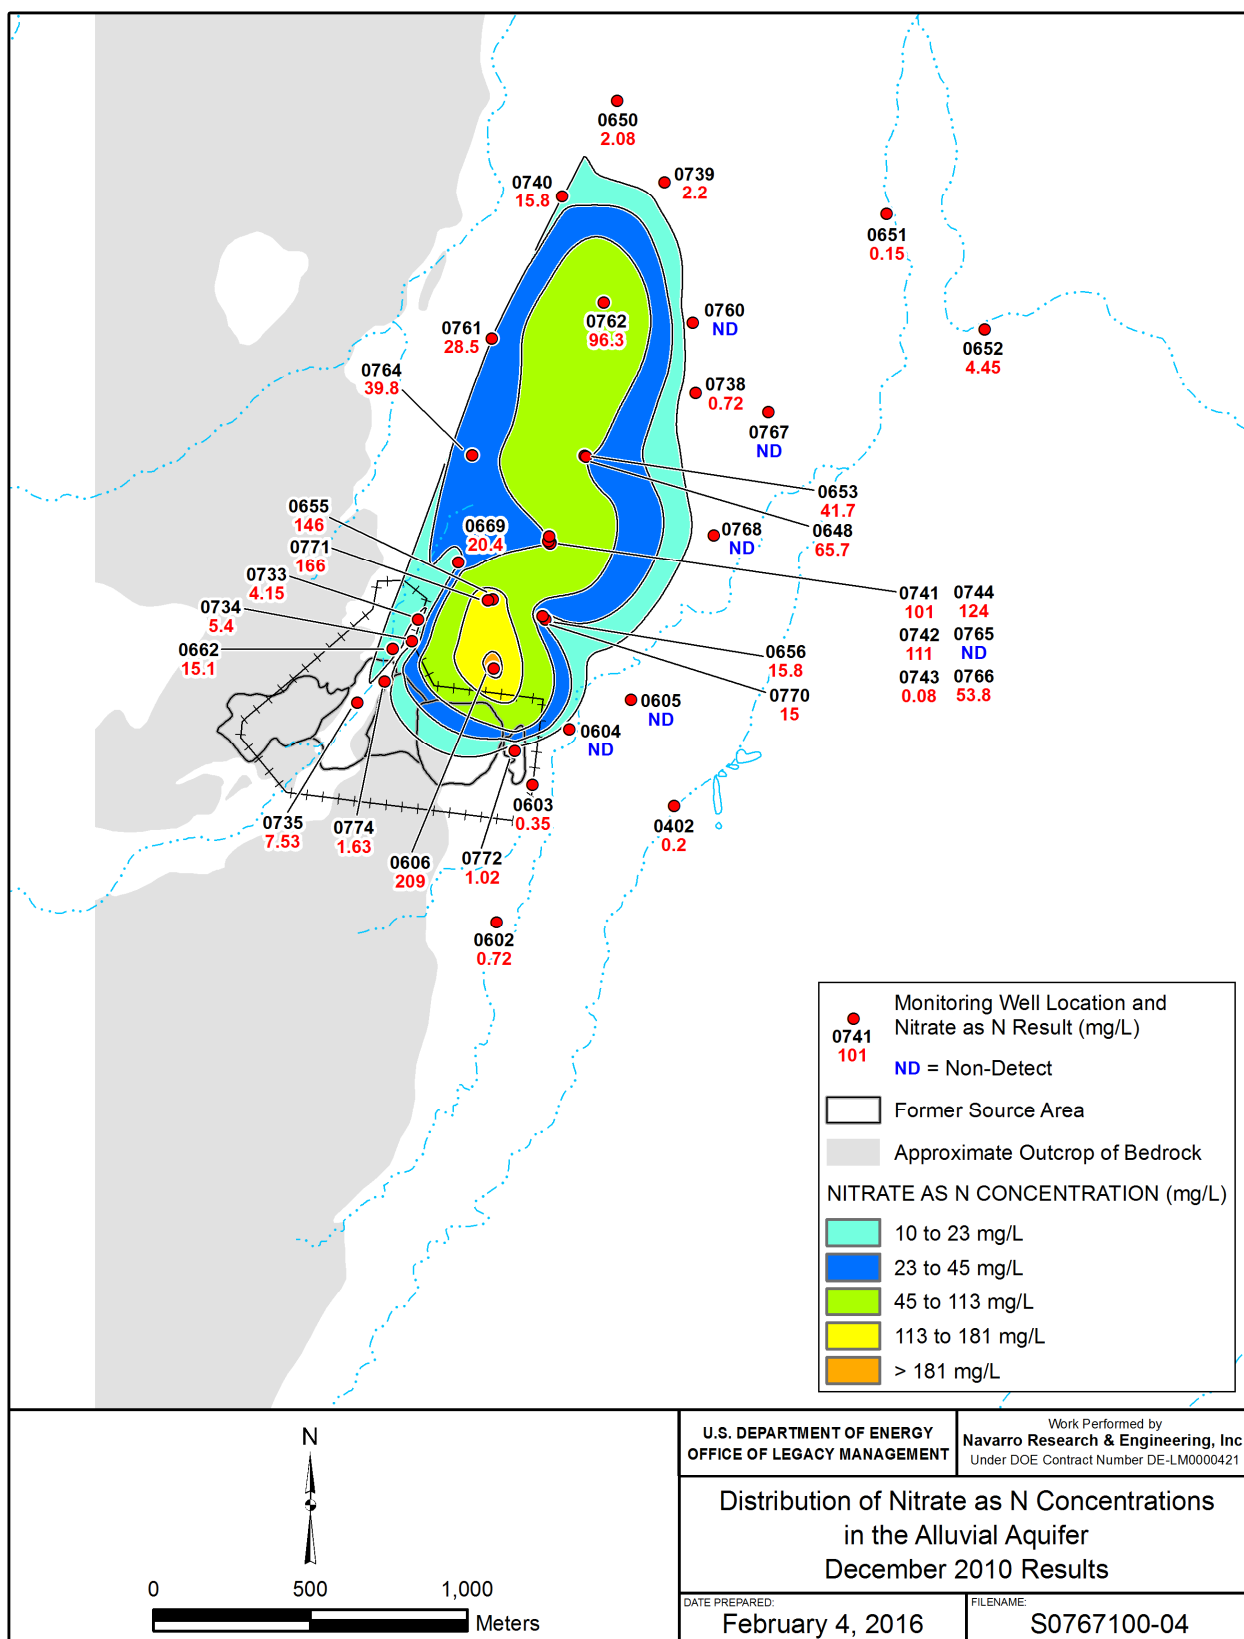 0650
2.08
0740
15.8
0739
2.2
0651
0.15
0761
28.5
0762
96.3
0760
ND
0652
4.45
0764
39.8
0738
0.72
0767
ND
0653
41.7
0648
65.7
0655
146
0669
20.4
0768
ND
0771
166
0733
4.15
0734
5.4
0662
15.1
0741 0744
101 124
0742 0765
111 ND
0743 0766
0.08 53.8
0656
15.8
0770
15
0605
ND
0604
ND
0603
0.35
0402
0.2
0735
7.53
0774
1.63
0606
209
0772
1.02
0602
0.72
Monitoring Well Location and
Nitrate as N Result (mg/L)
0741
101
ND = Non-Detect
Former Source Area
Approximate Outcrop of Bedrock
NITRATE AS N CONCENTRATION (mg/L)
10 to 23 mg/L
23 to 45 mg/L
45 to 113 mg/L
113 to 181 mg/L
> 181 mg/L
N
0 500 1,000
Meters
U.S. DEPARTMENT OF ENERGY
OFFICE OF LEGACY MANAGEMENT
Work Performed by
Navarro Research & Engineering, Inc
Under DOE Contract Number DE-LM0000421
Distribution of Nitrate as N Concentrations
in the Alluvial Aquifer
December 2010 Results
DATE PREPARED:
February 4, 2016
FILENAME:
S0767100-04